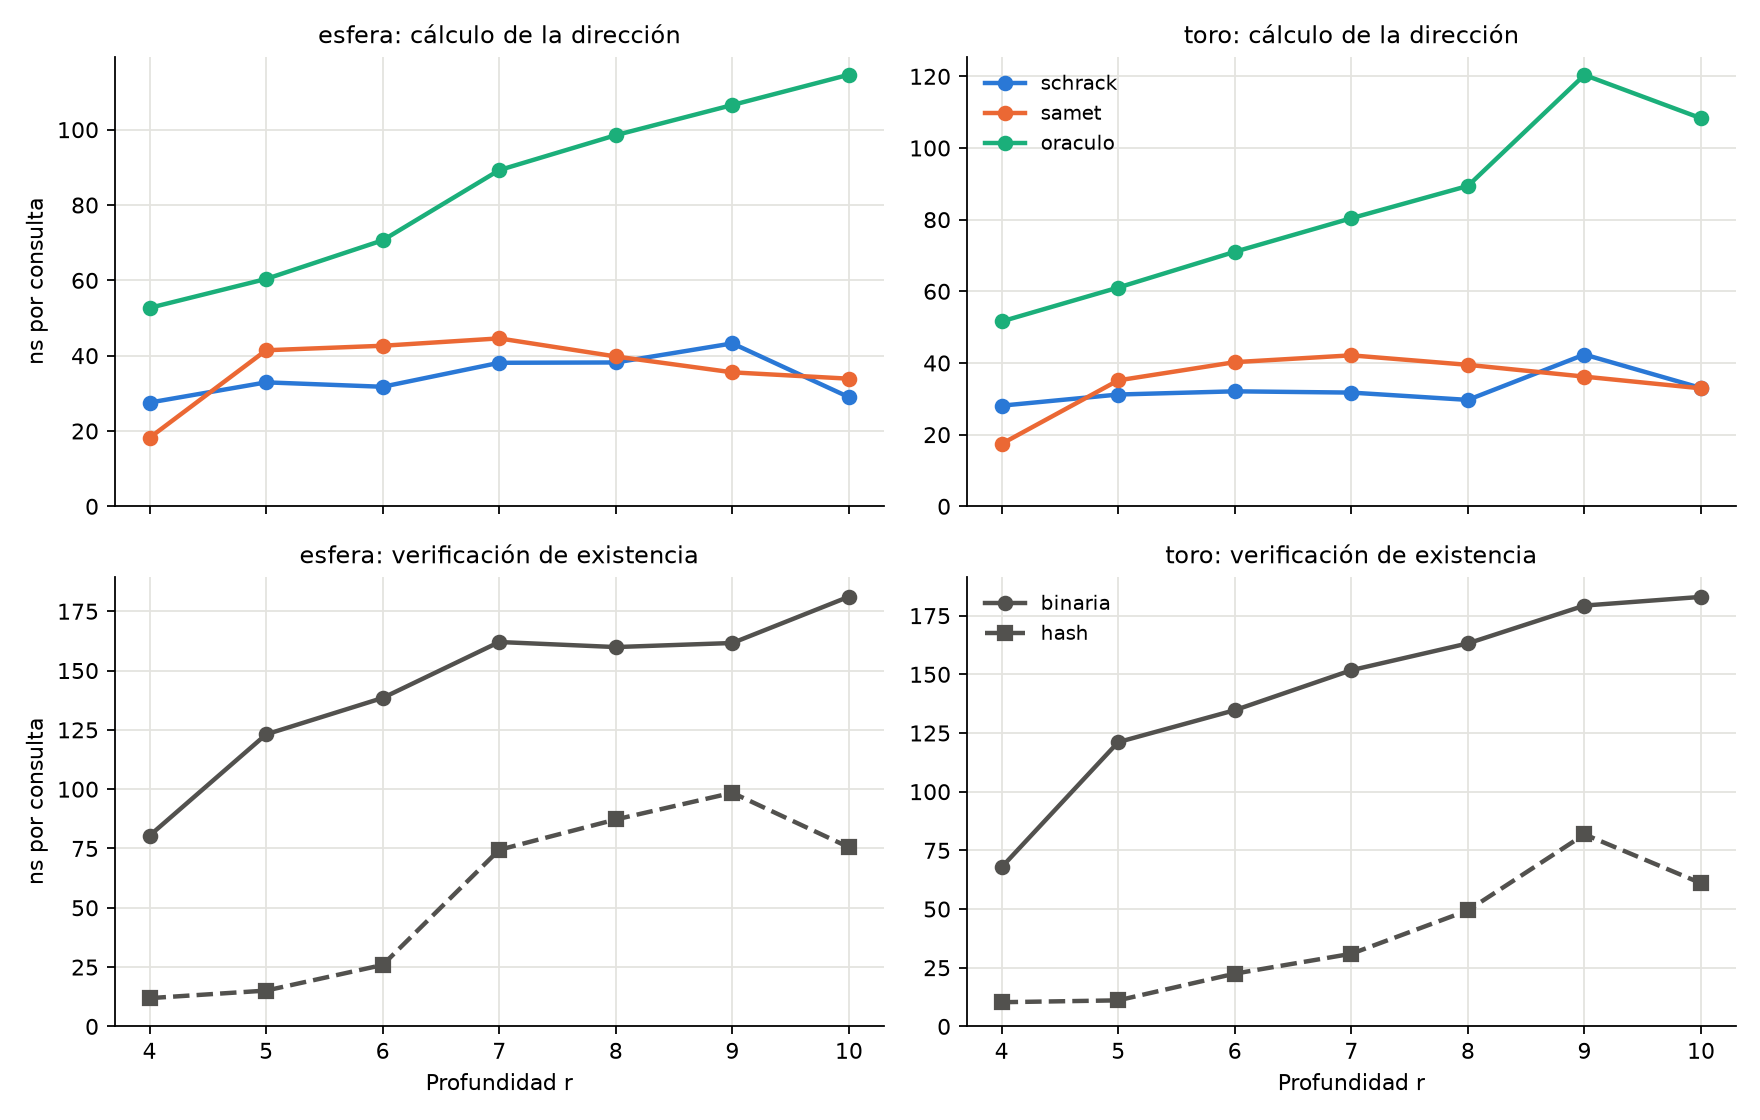 esfera: cálculo de la dirección
toro: cálculo de la dirección
ns por consulta
100
80
60
40
20
0
120
100
80
60
40
20
0
schrack
samet
oraculo
esfera: verificación de existencia
toro: verificación de existencia
ns por consulta
175
150
125
100
75
50
25
0
175
150
125
100
75
50
25
0
binaria
hash
4 5 6 7 8 9 10
4 5 6 7 8 9 10
Profundidad r
Profundidad r